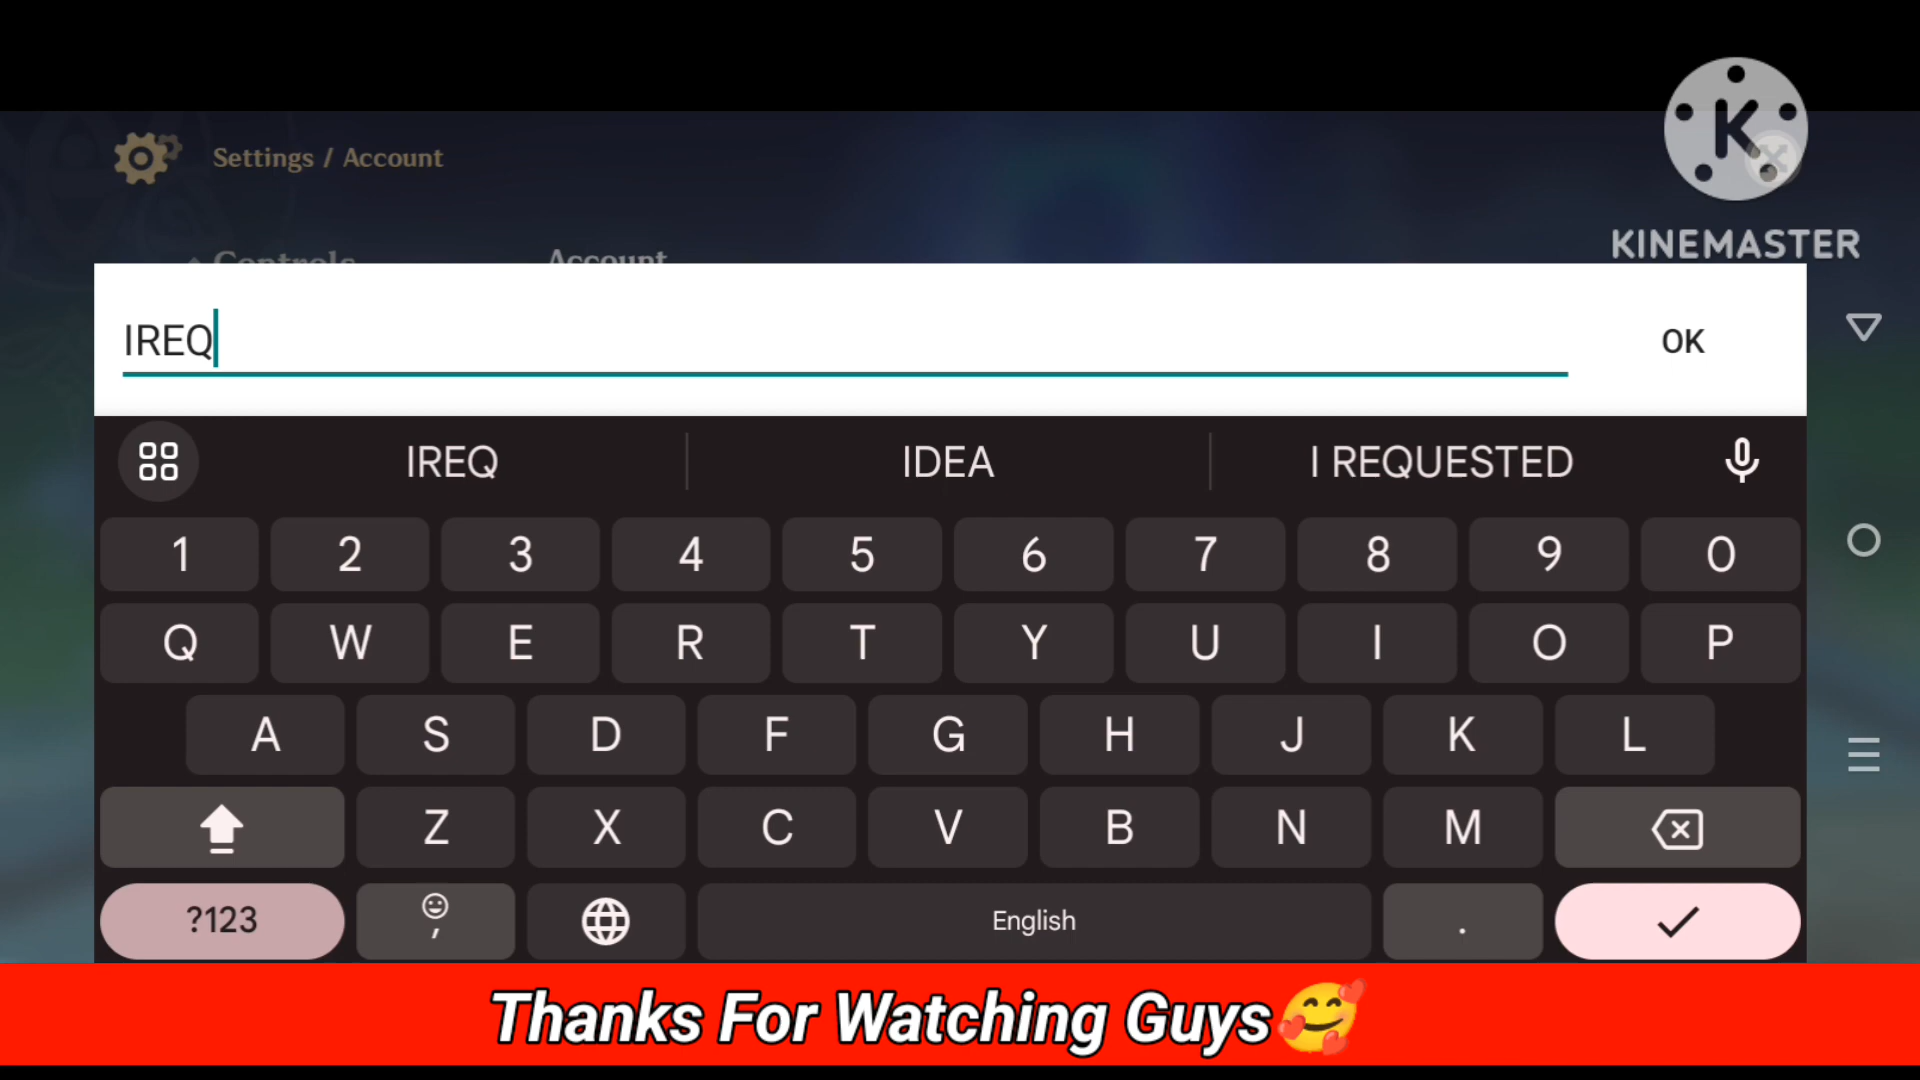 Settings / Account
K
KINEMASTER
Controls
Account
IREQ
OK
IREQ
IDEA
I REQUESTED
1 2 3 4 5 6 7 8 9 0
Q W E R T Y U I O P
A S D F G H J K L
Z X C V B N M
?123
,
English
.
Thanks For Watching Guys🥰